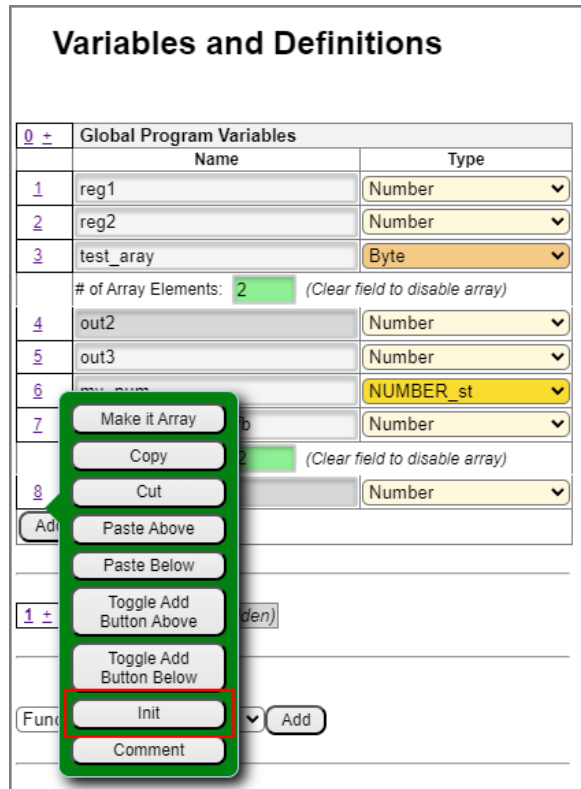 Variables and Definitions
0 + Global Program Variables
Name Type
1 reg1 Number
2 reg2 Number
3 test_aray Byte
# of Array Elements: 2 (Clear field to disable array)
4 out2 Number
5 out3 Number
6 my_num NUMBER_st
7 Number
2 (Clear field to disable array)
8 Number
Make it Array
Copy
Cut
Paste Above
Paste Below
Toggle Add
Button Above
Toggle Add
Button Below
Init
Comment
1 +
Add